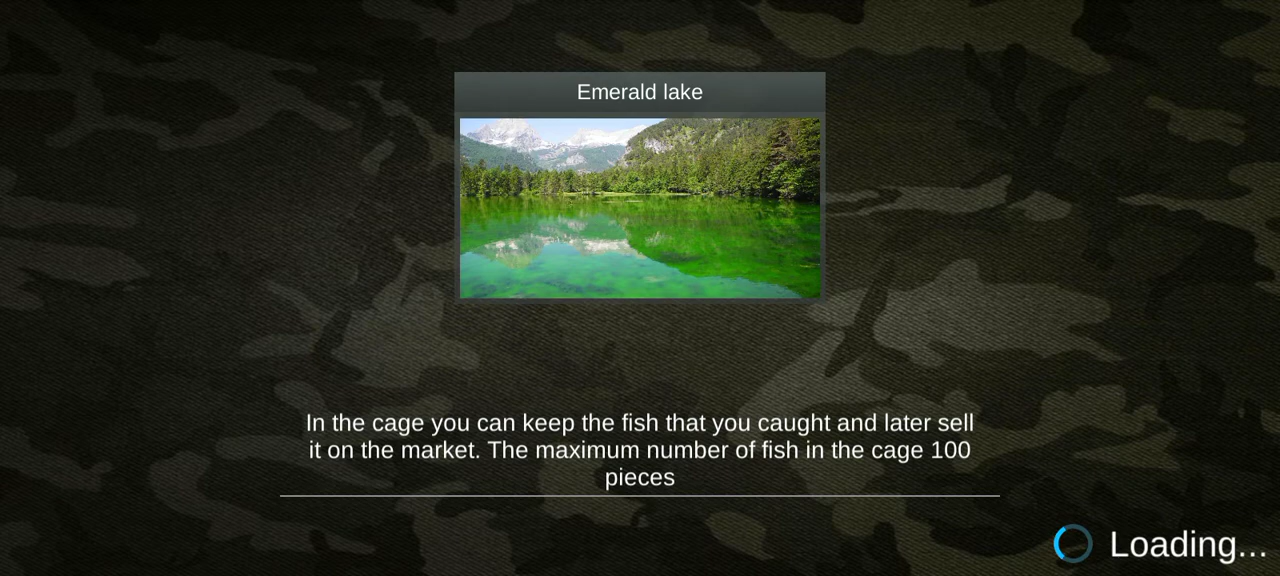 Emerald lake
In the cage you can keep the fish that you caught and later sell
it on the market. The maximum number of fish in the cage 100
pieces
Loading...